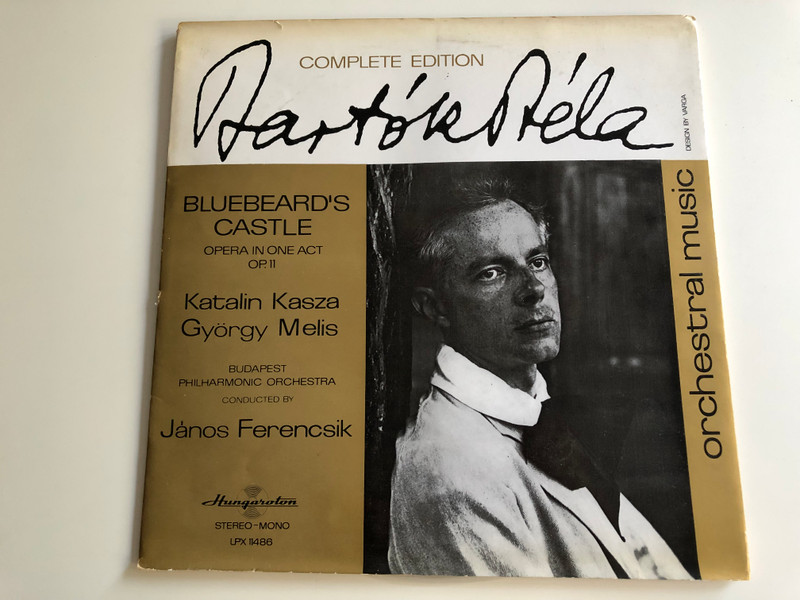 COMPLETE EDITION
Bartók Béla
DESIGN BY VARGA
BLUEBEARD'S
CASTLE
OPERA IN ONE ACT
OP. 11
Katalin Kasza
György Melis
BUDAPEST
PHILHARMONIC ORCHESTRA
CONDUCTED BY
János Ferencsik
Hungaroton
STEREO-MONO
LPX 11486
orchestral music